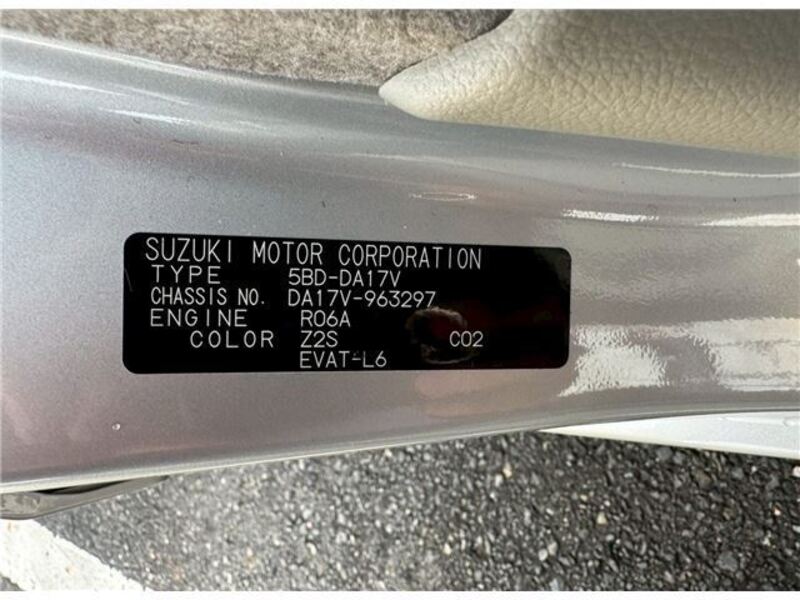 SUZUKI MOTOR CORPORATION
TYPE 5BD-DA17V
CHASSIS NO. DA17V-963297
ENGINE R06A
COLOR Z2S C02
EVAT-L6